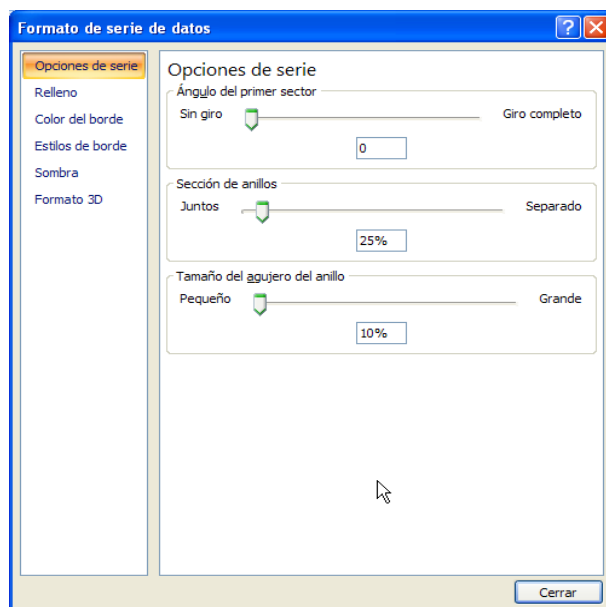 Formato de serie de datos
Opciones de serie
Relleno
Color del borde
Estilos de borde
Sombra
Formato 3D
Opciones de serie
Ángulo del primer sector
Sin giro Giro completo
0
Sección de anillos
Juntos Separado
25%
Tamaño del agujero del anillo
Pequeño Grande
10%
Cerrar